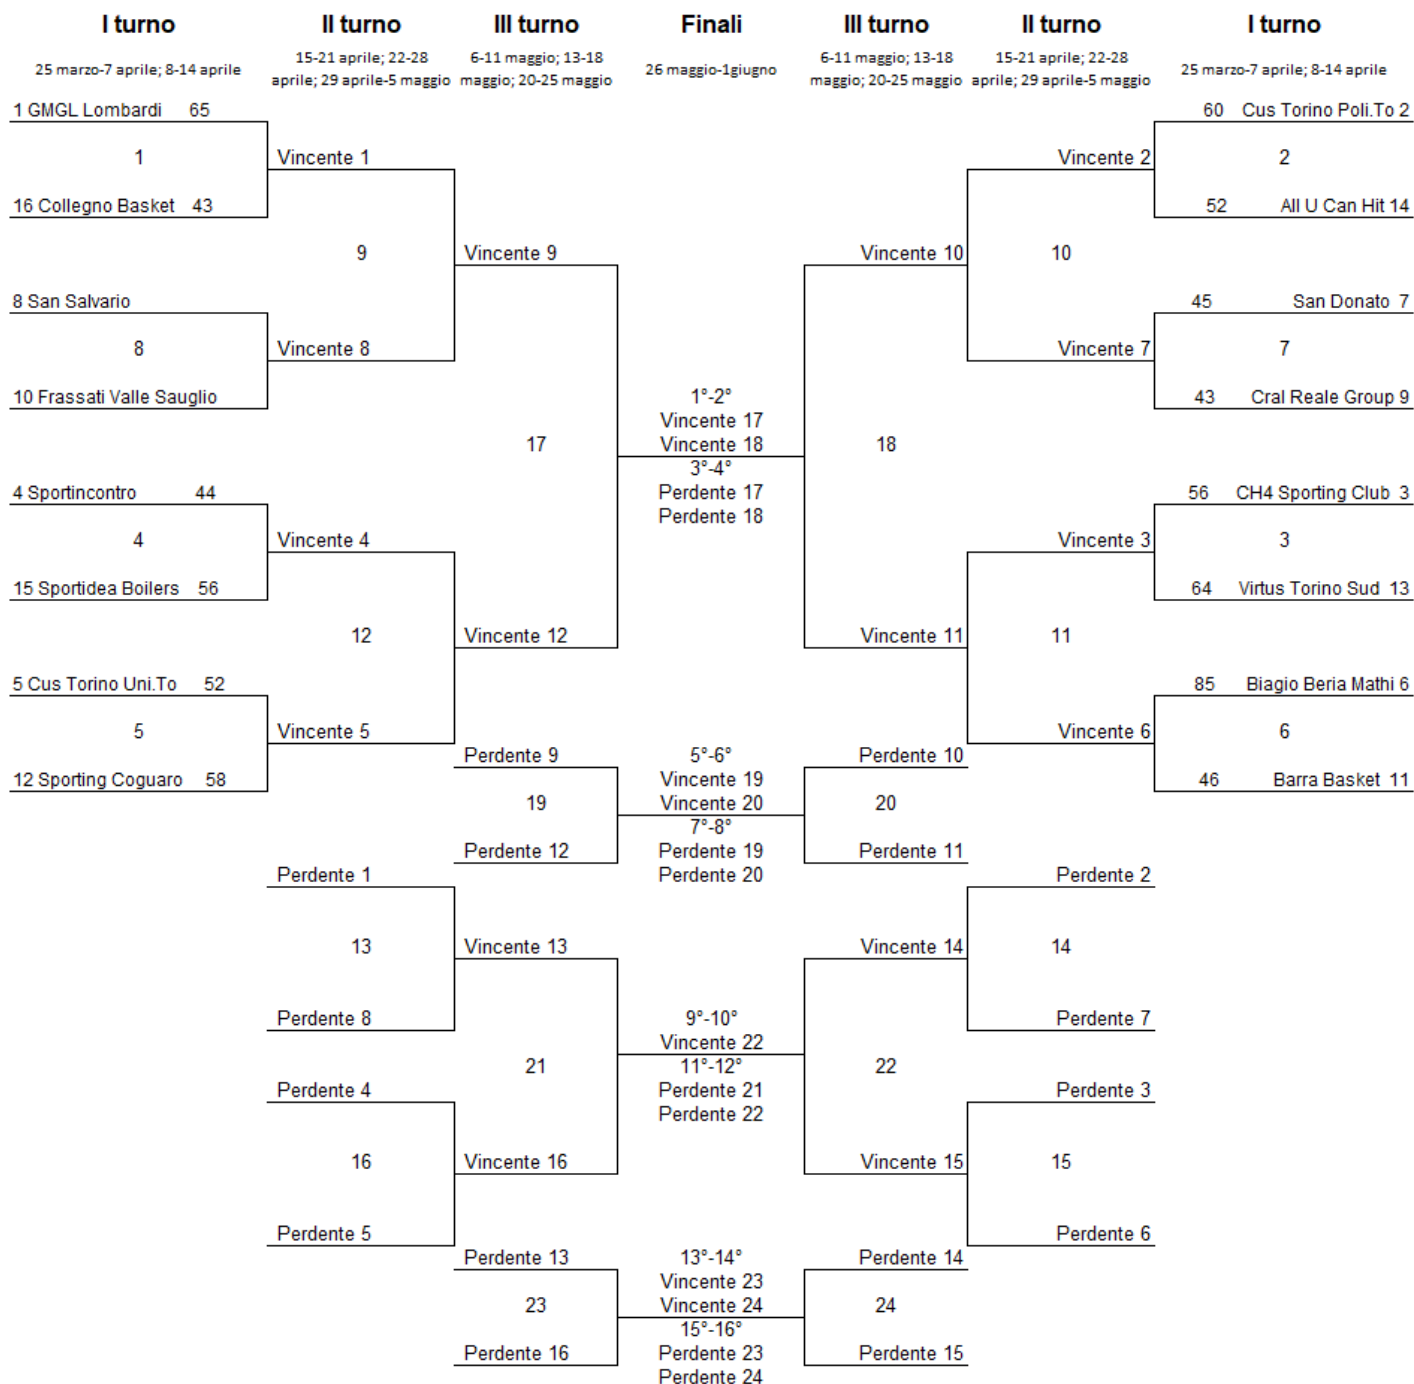 I turno II turno III turno Finali III turno II turno I turno
25 marzo-7 aprile; 8-14 aprile
15-21 aprile; 22-28
aprile; 29 aprile-5 maggio
6-11 maggio; 13-18
maggio; 20-25 maggio
26 maggio-1giugno
6-11 maggio; 13-18
maggio; 20-25 maggio
15-21 aprile; 22-28
aprile; 29 aprile-5 maggio
25 marzo-7 aprile; 8-14 aprile
1 GMGL Lombardi 65
60 Cus Torino Poli.To 2
1 Vincente 1
Vincente 2 2
16 Collegno Basket 43
52 All U Can Hit 14
9 Vincente 9
Vincente 10 10
8 San Salvario
45 San Donato 7
8 Vincente 8
Vincente 7 7
10 Frassati Valle Sauglio
43 Cral Reale Group 9
1°-2°
Vincente 17
17 Vincente 18 18
3°-4°
Perdente 17
Perdente 18
4 Sportincontro 44
56 CH4 Sporting Club 3
4 Vincente 4
Vincente 3 3
15 Sportidea Boilers 56
64 Virtus Torino Sud 13
12 Vincente 12
Vincente 11 11
5 Cus Torino Uni.To 52
85 Biagio Beria Mathi 6
5 Vincente 5
Vincente 6 6
12 Sporting Coguaro 58
46 Barra Basket 11
Perdente 9 5°-6° Perdente 10
Vincente 19
19 Vincente 20 20
7°-8°
Perdente 12 Perdente 19 Perdente 11
Perdente 20
Perdente 1 Perdente 2
13 Vincente 13 Vincente 14 14
Perdente 8 9°-10° Perdente 7
Vincente 22
21 11°-12° 22
Perdente 4 Perdente 21 Perdente 3
Perdente 22
16 Vincente 16 Vincente 15 15
Perdente 5 Perdente 6
Perdente 13 13°-14° Perdente 14
Vincente 23
23 Vincente 24 24
15°-16°
Perdente 16 Perdente 23 Perdente 15
Perdente 24